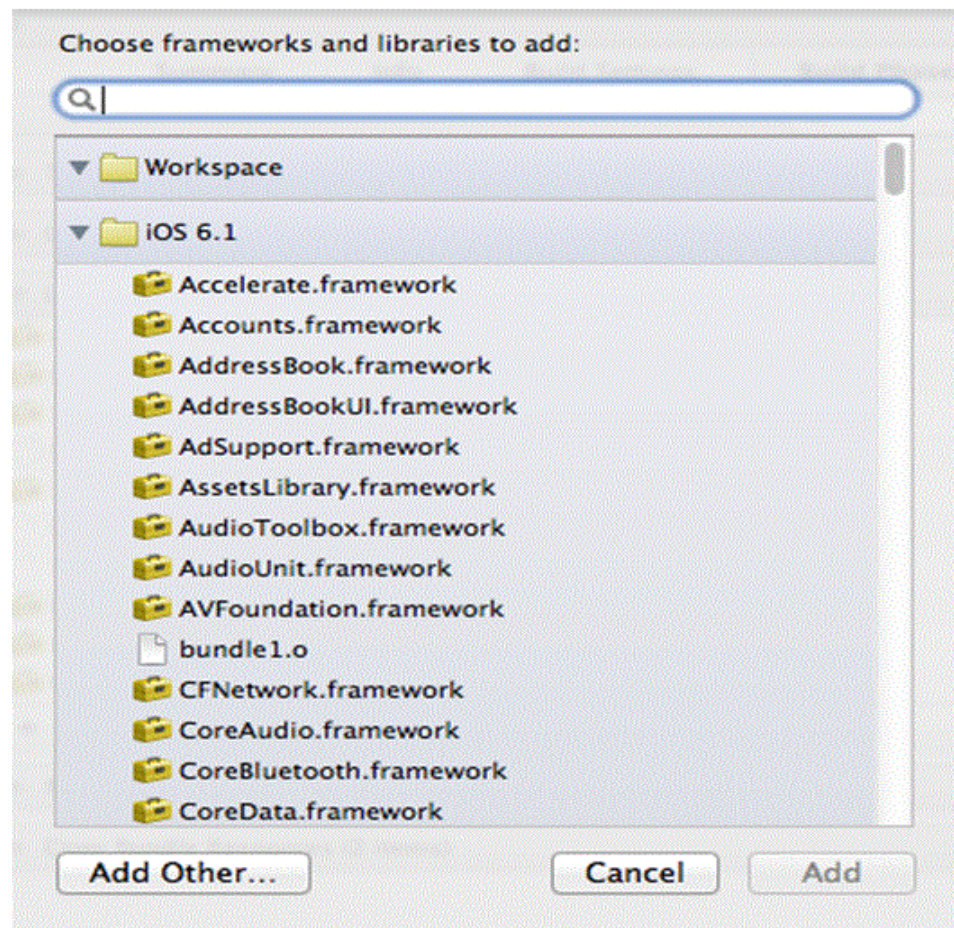 Choose frameworks and libraries to add:
Workspace
iOS 6.1
Accelerate.framework
Accounts.framework
AddressBook.framework
AddressBookUI.framework
AdSupport.framework
AssetsLibrary.framework
AudioToolbox.framework
AudioUnit.framework
AVFoundation.framework
bundle1.o
CFNetwork.framework
CoreAudio.framework
CoreBluetooth.framework
CoreData.framework
Add Other... Cancel Add